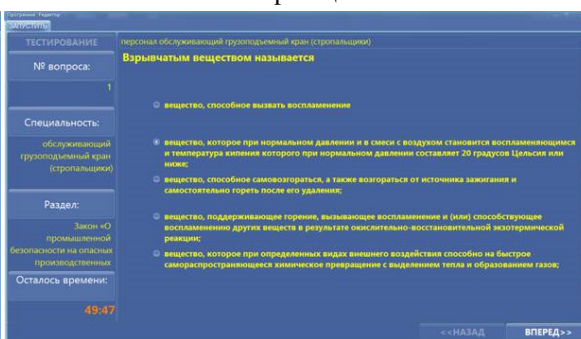 Программа Редактор
ЗАПУСТИТЬ
ТЕСТИРОВАНИЕ
№ вопроса:
1
Специальность:
обслуживающий
грузоподъемный кран
(стропальщики)
Раздел:
Закон «О
промышленной
безопасности на опасных
производственных
Осталось времени:
49:47
персонал обслуживающий грузоподъемный кран (стропальщики)
Взрывчатым веществом называется
вещество, способное вызвать воспламенение
вещество, которое при нормальном давлении и в смеси с воздухом становится воспламеняющимся
и температура кипения которого при нормальном давлении составляет 20 градусов Цельсия или
ниже;
вещество, способное самовозгораться, а также возгораться от источника зажигания и
самостоятельно гореть после его удаления;
вещество, поддерживающее горение, вызывающее воспламенение и (или) способствующее
воспламенению других веществ в результате окислительно-восстановительной экзотермической
реакции;
вещество, которое при определенных видах внешнего воздействия способно на быстрое
самораспространяющееся химическое превращение с выделением тепла и образованием газов;
<<НАЗАД
ВПЕРЕД>>